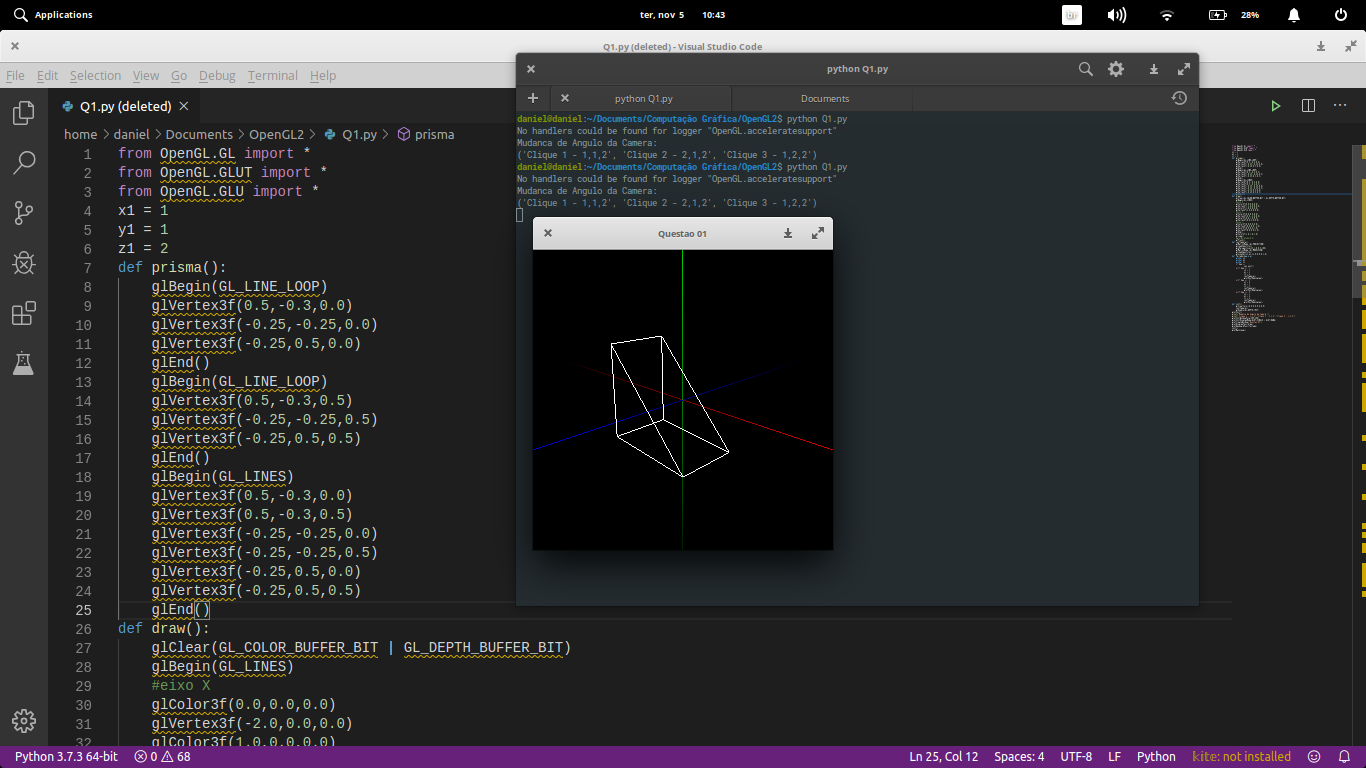 Applications
ter, nov 5 10:43
br
28%
Q1.py (deleted) - Visual Studio Code
File Edit Selection View Go Debug Terminal Help
Q1.py (deleted)
home > daniel > Documents > OpenGL2 > Q1.py > prisma
1 from OpenGL.GL import *
2 from OpenGL.GLUT import *
3 from OpenGL.GLU import *
4 x1 = 1
5 y1 = 1
6 z1 = 2
7 def prisma():
8 glBegin(GL_LINE_LOOP)
9 glVertex3f(0.5,-0.3,0.0)
10 glVertex3f(-0.25,-0.25,0.0)
11 glVertex3f(-0.25,0.5,0.0)
12 glEnd()
13 glBegin(GL_LINE_LOOP)
14 glVertex3f(0.5,-0.3,0.5)
15 glVertex3f(-0.25,-0.25,0.5)
16 glVertex3f(-0.25,0.5,0.5)
17 glEnd()
18 glBegin(GL_LINES)
19 glVertex3f(0.5,-0.3,0.0)
20 glVertex3f(0.5,-0.3,0.5)
21 glVertex3f(-0.25,-0.25,0.0)
22 glVertex3f(-0.25,-0.25,0.5)
23 glVertex3f(-0.25,0.5,0.0)
24 glVertex3f(-0.25,0.5,0.5)
25 glEnd()
26 def draw():
27 glClear(GL_COLOR_BUFFER_BIT | GL_DEPTH_BUFFER_BIT)
28 glBegin(GL_LINES)
29 #eixo X
30 glColor3f(0.0,0.0,0.0)
31 glVertex3f(-2.0,0.0,0.0)
32 glColor3f(1.0,0.0,0.0)
python Q1.py
python Q1.py
Documents
daniel@daniel:~/Documents/Computação Gráfica/OpenGL2$ python Q1.py
No handlers could be found for logger "OpenGL.acceleratesupport"
Mudanca de Angulo da Camera:
('Clique 1 - 1,1,2', 'Clique 2 - 2,1,2', 'Clique 3 - 1,2,2')
daniel@daniel:~/Documents/Computação Gráfica/OpenGL2$ python Q1.py
No handlers could be found for logger "OpenGL.acceleratesupport"
Mudanca de Angulo da Camera:
('Clique 1 - 1,1,2', 'Clique 2 - 2,1,2', 'Clique 3 - 1,2,2')
Questao 01
Python 3.7.3 64-bit 0 68 Ln 25, Col 12 Spaces: 4 UTF-8 LF Python kite: not installed